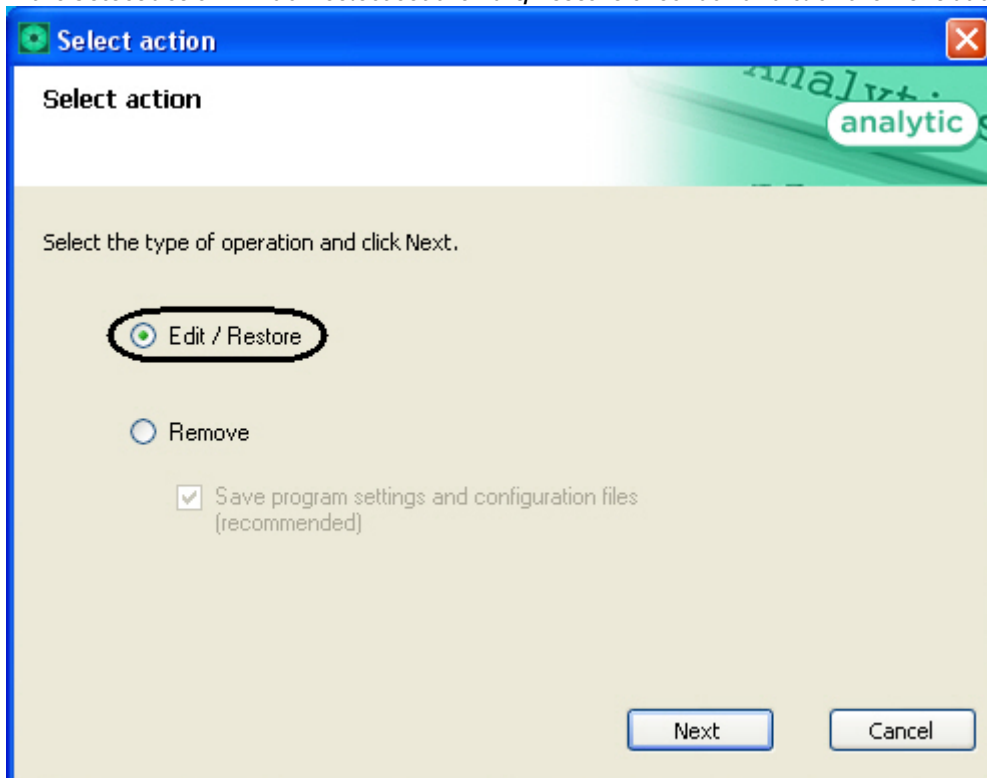 Select action
Select action
analytic
Select the type of operation and click Next.
Edit / Restore
Remove
Save program settings and configuration files
(recommended)
Next
Cancel